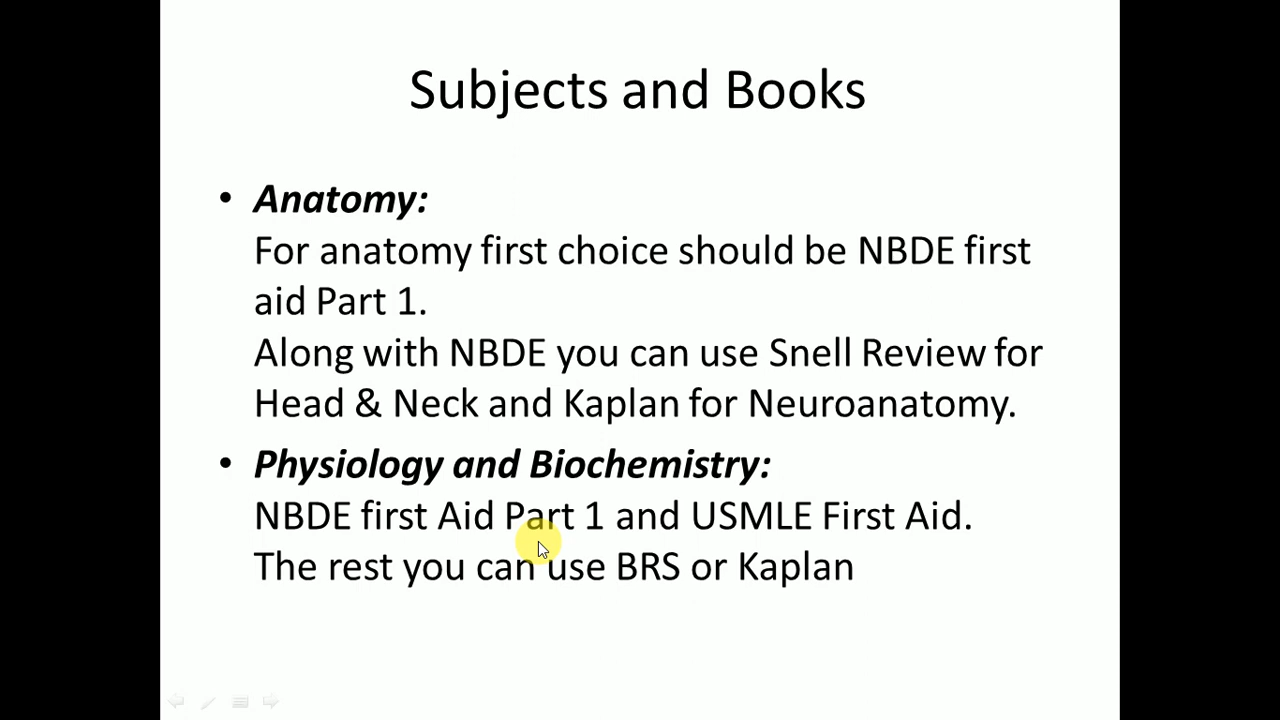 Subjects and Books
• Anatomy:
For anatomy first choice should be NBDE first
aid Part 1.
Along with NBDE you can use Snell Review for
Head & Neck and Kaplan for Neuroanatomy.
• Physiology and Biochemistry:
NBDE first Aid Part 1 and USMLE First Aid.
The rest you can use BRS or Kaplan